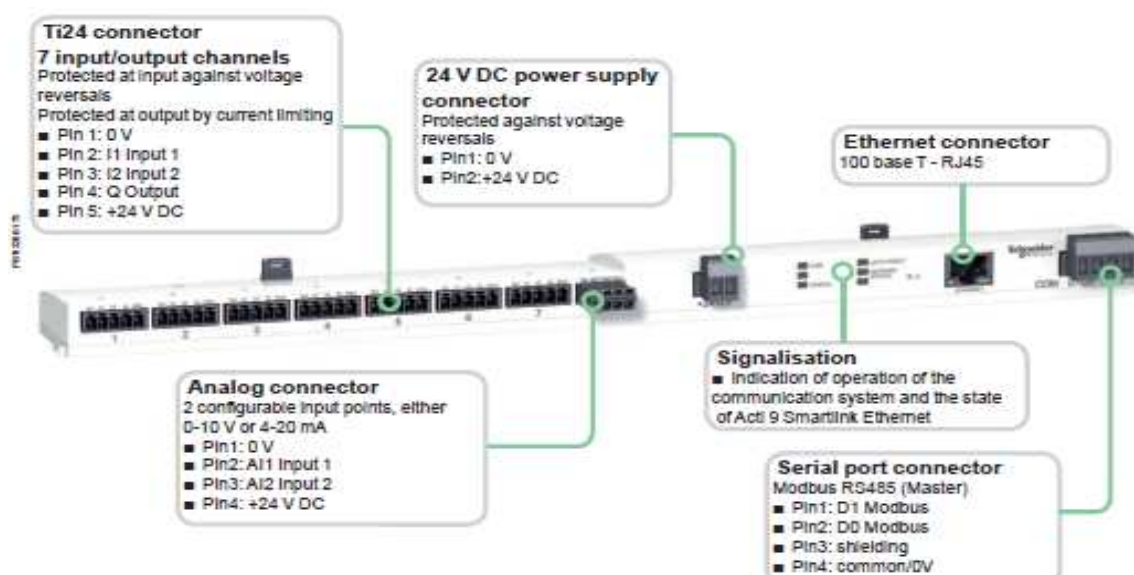 Ti24 connector
7 input/output channels
Protected at input against voltage
reversals
Protected at output by current limiting
■ Pin 1: 0 V
■ Pin 2: I1 Input 1
■ Pin 3: I2 Input 2
■ Pin 4: Q Output
■ Pin 5: +24 V DC
24 V DC power supply
connector
Protected against voltage
reversals
■ Pin1: 0 V
■ Pin2:+24 V DC
Ethernet connector
100 base T - RJ45
Schneider
COM
1 2 3 4 5 6 7
Analog connector
2 configurable input points, either
0-10 V or 4-20 mA
■ Pin1: 0 V
■ Pin2: AI1 Input 1
■ Pin3: AI2 Input 2
■ Pin4: +24 V DC
Signalisation
■ Indication of operation of the
communication system and the state
of Acti 9 Smartlink Ethernet
Serial port connector
Modbus RS485 (Master)
■ Pin1: D1 Modbus
■ Pin2: D0 Modbus
■ Pin3: shielding
■ Pin4: common/0V